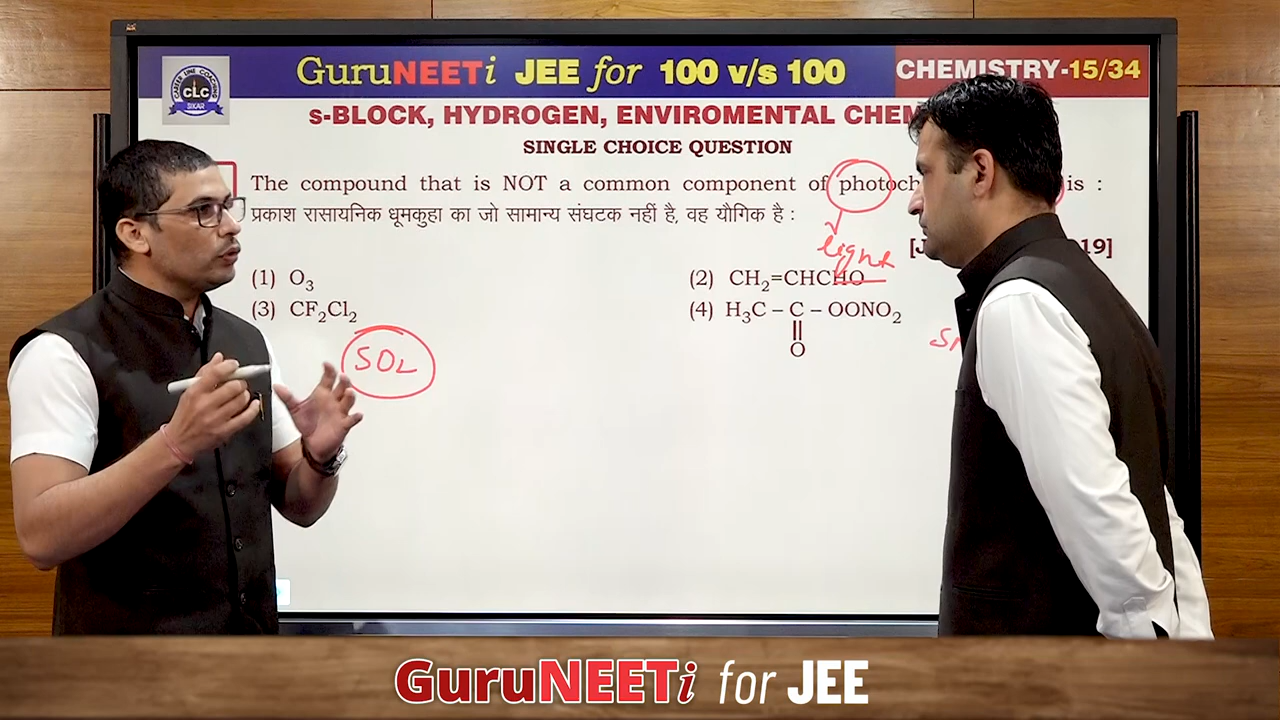 GuruNEETi JEE for 100 v/s 100
CHEMISTRY-15/34
CLC
SIKAR
s-BLOCK, HYDROGEN, ENVIROMENTAL CHEM
SINGLE CHOICE QUESTION
The compound that is NOT a common component of photoch is :
प्रकाश रासायनिक धूमकुहा का जो सामान्य संघटक नहीं है, वह यौगिक है :
light
19]
(1) O₃
(2) CH₂=CHCHO
(3) CF₂Cl₂
(4) H₃C – C – OONO₂
O
SO₂
GuruNEETi for JEE